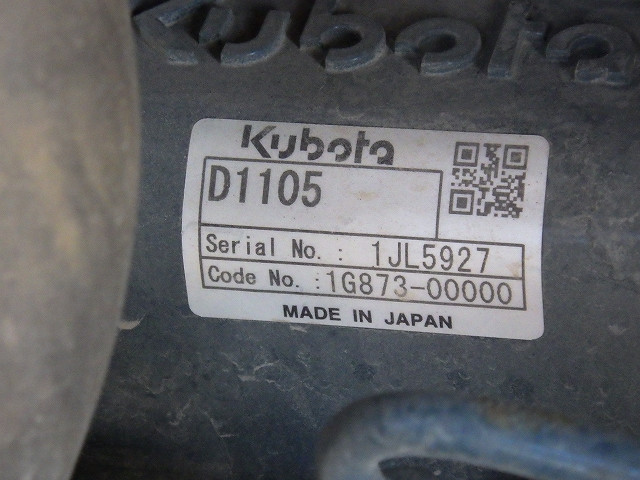 Kubota
Kubota
D1105
Serial No. : 1JL5927
Code No. : 1G873-00000
MADE IN JAPAN